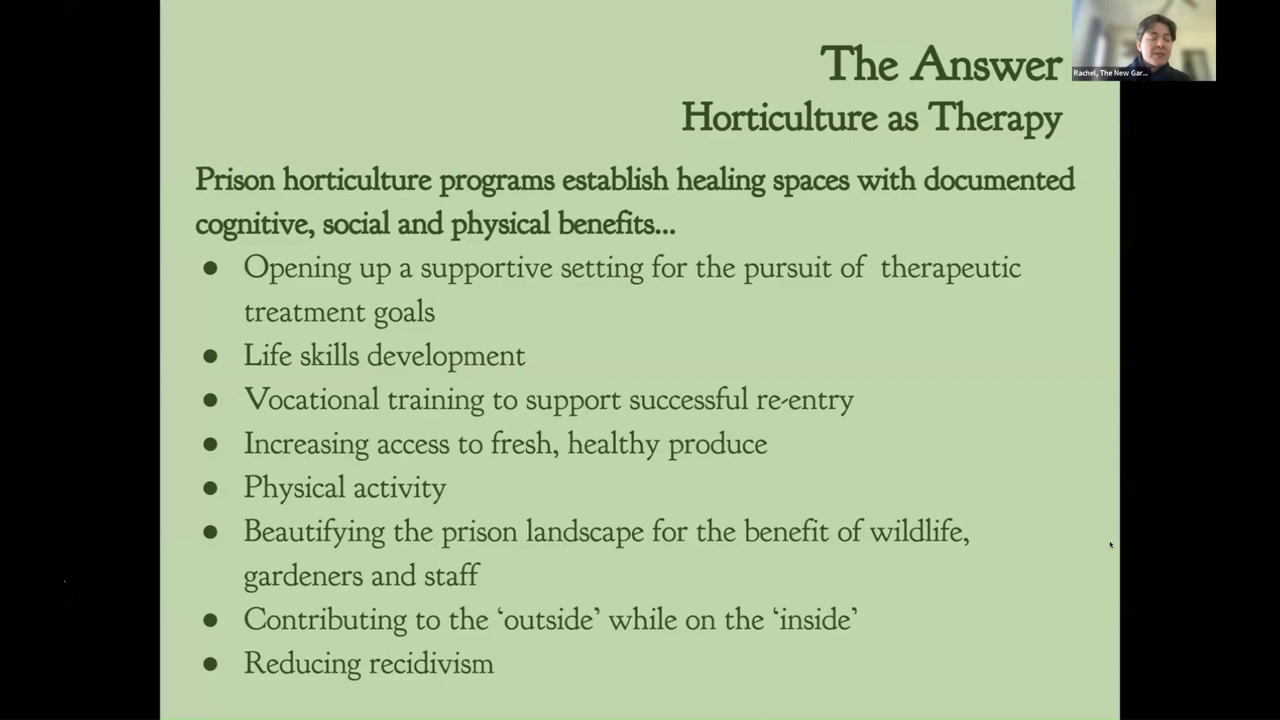 The Answer
Horticulture as Therapy
Rachel, The New Gar...
Prison horticulture programs establish healing spaces with documented
cognitive, social and physical benefits...
● Opening up a supportive setting for the pursuit of therapeutic
treatment goals
● Life skills development
● Vocational training to support successful re-entry
● Increasing access to fresh, healthy produce
● Physical activity
● Beautifying the prison landscape for the benefit of wildlife,
gardeners and staff
● Contributing to the ‘outside’ while on the ‘inside’
● Reducing recidivism